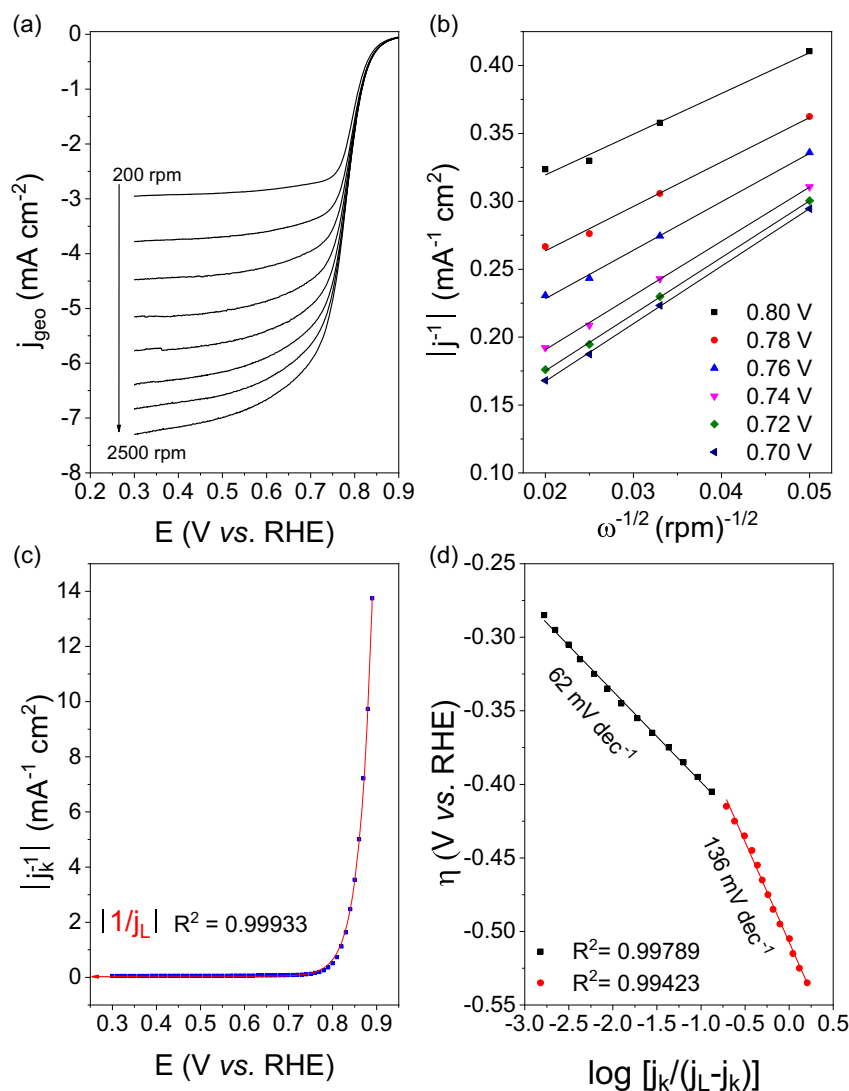 (a)
0
-1
-2
-3
-4
-5
-6
-7
-8
j_geo (mA cm⁻²)
200 rpm
2500 rpm
0.2 0.3 0.4 0.5 0.6 0.7 0.8 0.9
E (V vs. RHE)
(b)
0.40
0.35
0.30
0.25
0.20
0.15
0.10
|j⁻¹| (mA⁻¹ cm²)
0.80 V
0.78 V
0.76 V
0.74 V
0.72 V
0.70 V
0.02 0.03 0.04 0.05
ω⁻¹/² (rpm)⁻¹/²
(c)
14
12
10
8
6
4
2
0
|j_k⁻¹| (mA⁻¹ cm²)
|1/j_L| R² = 0.99933
0.3 0.4 0.5 0.6 0.7 0.8 0.9
E (V vs. RHE)
(d)
-0.25
-0.30
-0.35
-0.40
-0.45
-0.50
-0.55
η (V vs. RHE)
62 mV dec⁻¹
136 mV dec⁻¹
R²= 0.99789
R²= 0.99423
-3.0 -2.5 -2.0 -1.5 -1.0 -0.5 0.0 0.5
log [j_k/(j_L-j_k)]